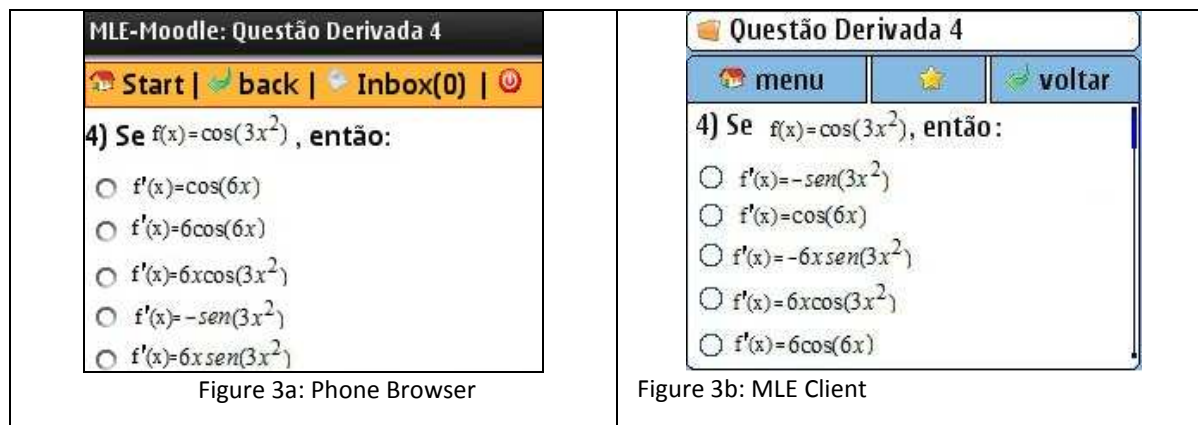 MLE-Moodle: Questão Derivada 4
Start | back | Inbox(0) |
4) Se f(x)=cos(3x²) , então:
f'(x)=cos(6x)
f'(x)=6cos(6x)
f'(x)=6xcos(3x²)
f'(x)=-sen(3x²)
f'(x)=6xsen(3x²)
Figure 3a: Phone Browser
Questão Derivada 4
menu voltar
4) Se f(x)=cos(3x²), então:
f'(x)=-sen(3x²)
f'(x)=cos(6x)
f'(x)=-6xsen(3x²)
f'(x)=6xcos(3x²)
f'(x)=6cos(6x)
Figure 3b: MLE Client